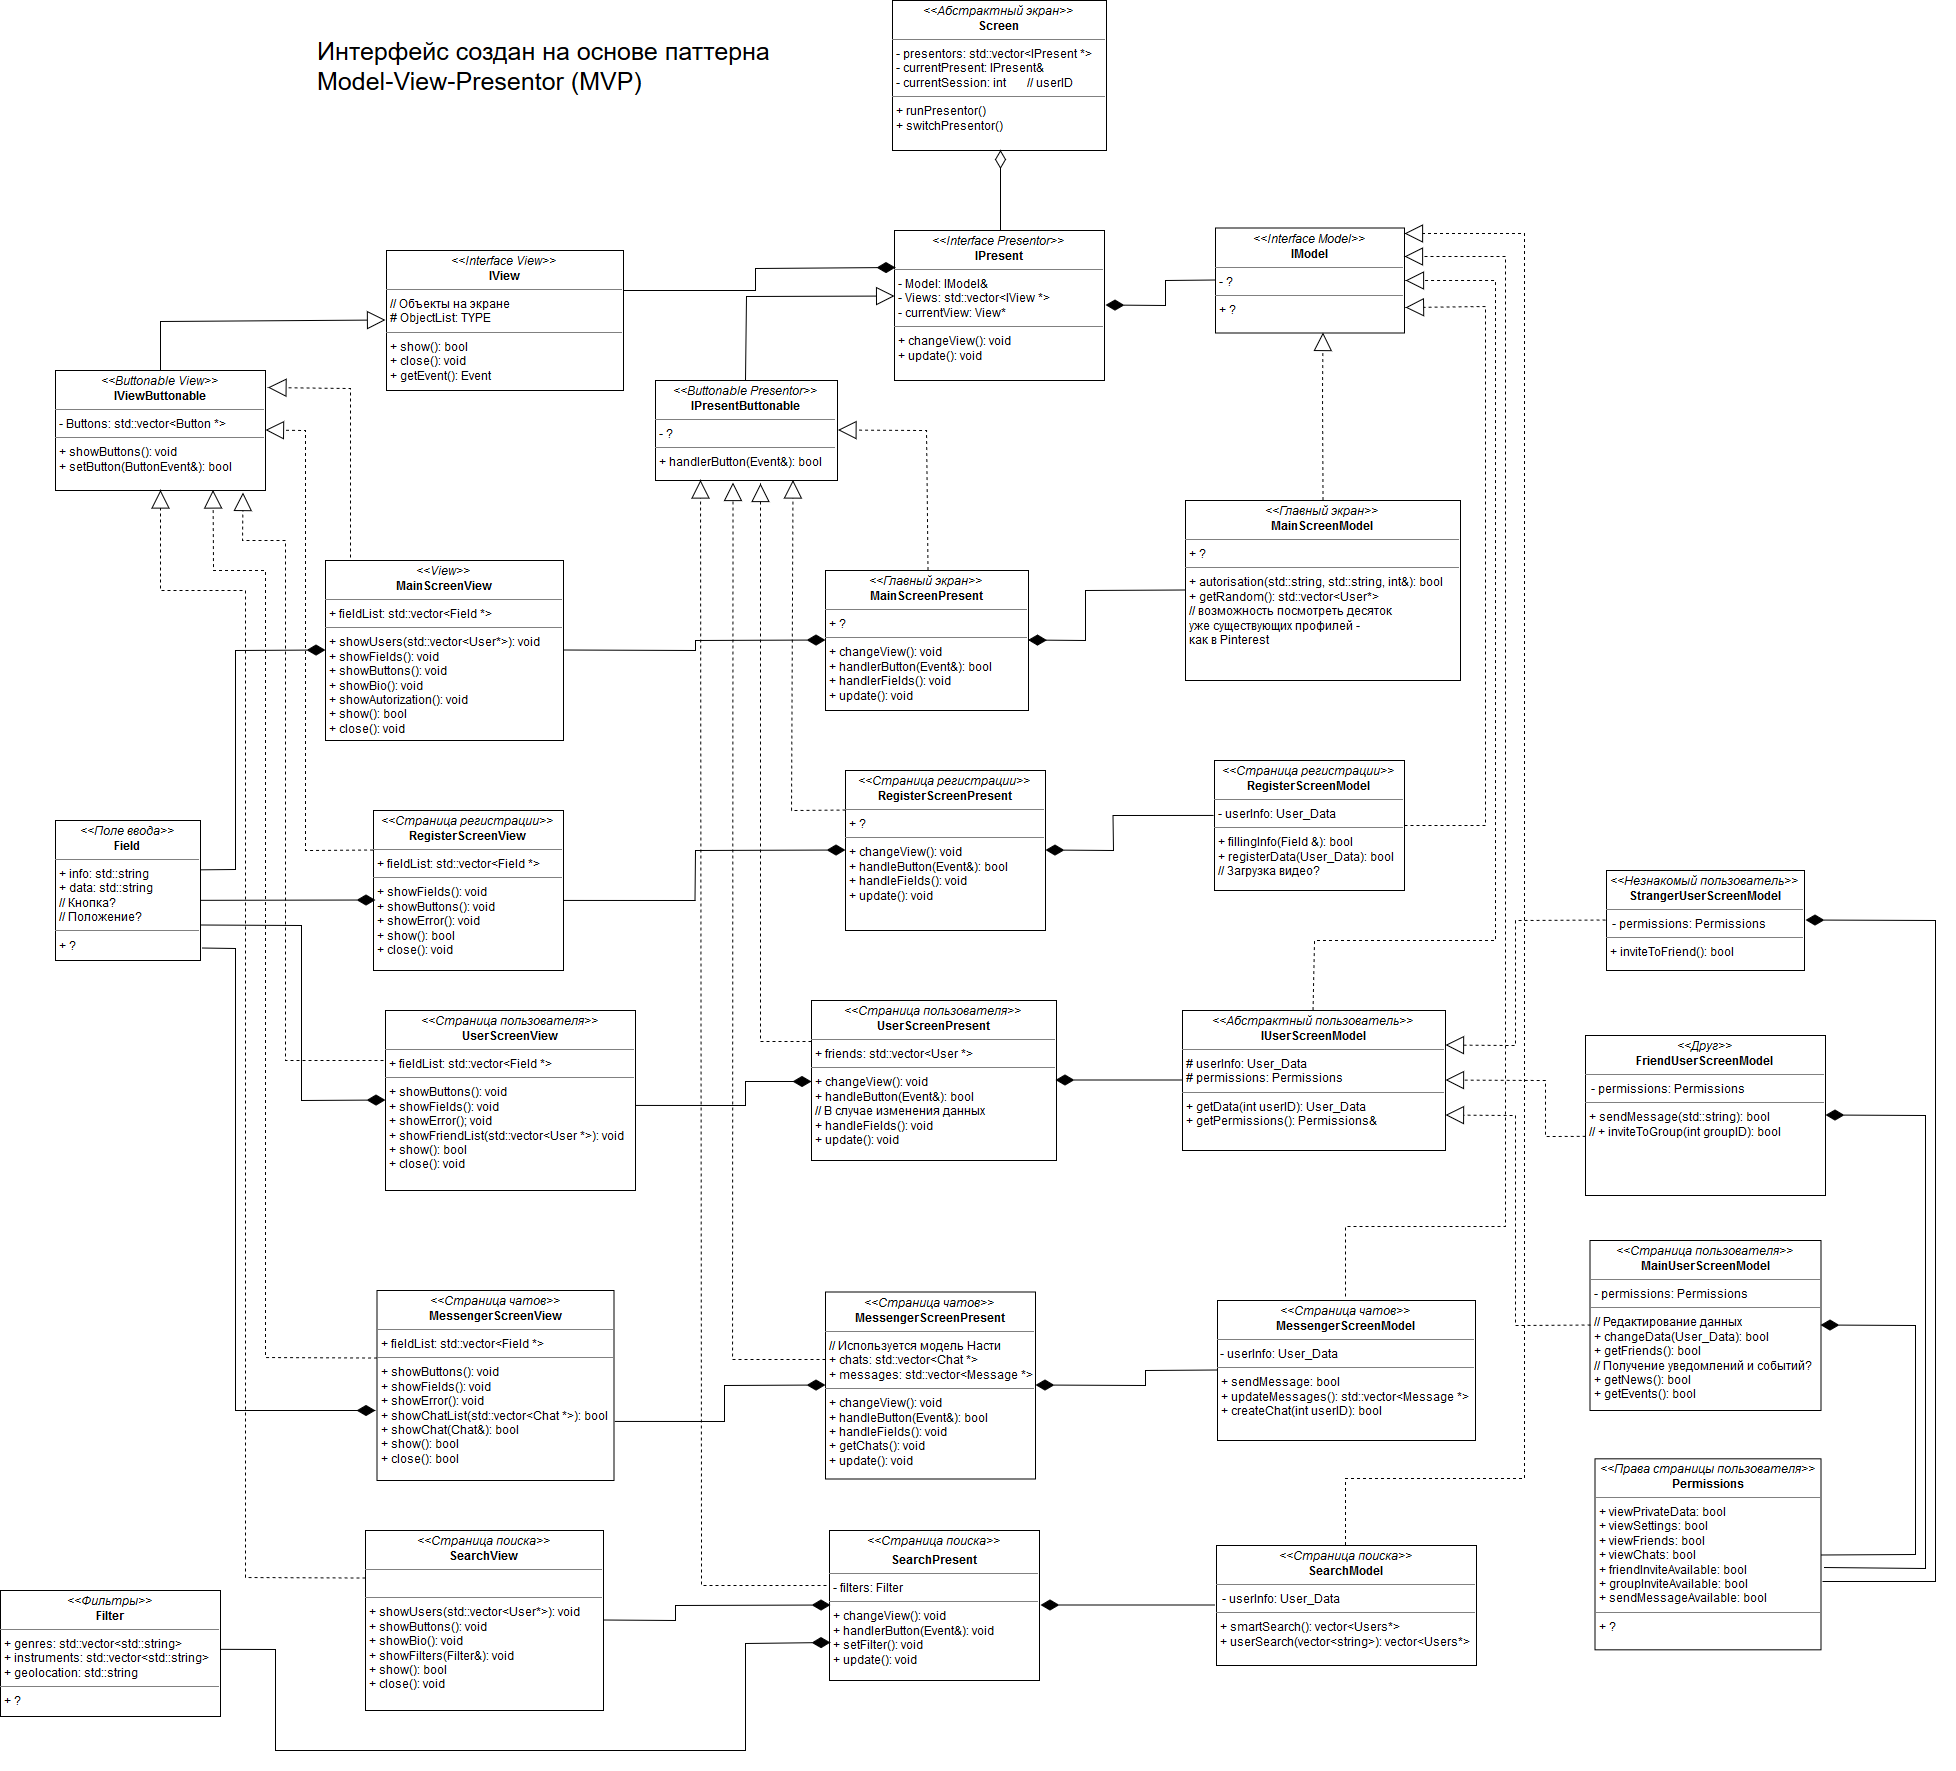 Интерфейс создан на основе паттерна
Model-View-Presentor (MVP)
<<Абстрактный экран>>
Screen
- presentors: std::vector<IPresent *>
- currentPresent: IPresent&
- currentSession: int // userID
+ runPresentor()
+ switchPresentor()
<<Interface View>>
IView
// Объекты на экране
# ObjectList: TYPE
+ show(): bool
+ close(): void
+ getEvent(): Event
<<Interface Presentor>>
IPresent
- Model: IModel&
- Views: std::vector<IView *>
- currentView: View*
+ changeView(): void
+ update(): void
<<Interface Model>>
IModel
- ?
+ ?
<<Buttonable View>>
IViewButtonable
- Buttons: std::vector<Button *>
+ showButtons(): void
+ setButton(ButtonEvent&): bool
<<Buttonable Presentor>>
IPresentButtonable
- ?
+ handlerButton(Event&): bool
<<View>>
MainScreenView
+ fieldList: std::vector<Field *>
+ showUsers(std::vector<User*>): void
+ showFields(): void
+ showButtons(): void
+ showBio(): void
+ showAutorization(): void
+ show(): bool
+ close(): void
<<Главный экран>>
MainScreenPresent
+ ?
+ changeView(): void
+ handlerButton(Event&): bool
+ handlerFields(): void
+ update(): void
<<Главный экран>>
MainScreenModel
+ ?
+ autorisation(std::string, std::string, int&): bool
+ getRandom(): std::vector<User*>
// возможность посмотреть десяток
уже существующих профилей -
как в Pinterest
<<Поле ввода>>
Field
+ info: std::string
+ data: std::string
// Кнопка?
// Положение?
+ ?
<<Страница регистрации>>
RegisterScreenView
+ fieldList: std::vector<Field *>
+ showFields(): void
+ showButtons(): void
+ showError(): void
+ show(): bool
+ close(): void
<<Страница регистрации>>
RegisterScreenPresent
+ ?
+ changeView(): void
+ handleButton(Event&): bool
+ handleFields(): void
+ update(): void
<<Страница регистрации>>
RegisterScreenModel
- userInfo: User_Data
+ fillingInfo(Field &): bool
+ registerData(User_Data): bool
// Загрузка видео?
<<Незнакомый пользователь>>
StrangerUserScreenModel
- permissions: Permissions
+ inviteToFriend(): bool
<<Страница пользователя>>
UserScreenView
+ fieldList: std::vector<Field *>
+ showButtons(): void
+ showFields(): void
+ showError(); void
+ showFriendList(std::vector<User *>): void
+ show(): bool
+ close(): void
<<Страница пользователя>>
UserScreenPresent
+ friends: std::vector<User *>
+ changeView(): void
+ handleButton(Event&): bool
// В случае изменения данных
+ handleFields(): void
+ update(): void
<<Абстрактный пользователь>>
IUserScreenModel
# userInfo: User_Data
# permissions: Permissions
+ getData(int userID): User_Data
+ getPermissions(): Permissions&
<<Друг>>
FriendUserScreenModel
- permissions: Permissions
+ sendMessage(std::string): bool
// + inviteToGroup(int groupID): bool
<<Страница чатов>>
MessengerScreenView
+ fieldList: std::vector<Field *>
+ showButtons(): void
+ showFields(): void
+ showError(): void
+ showChatList(std::vector<Chat *>): bool
+ showChat(Chat&): bool
+ show(): bool
+ close(): bool
<<Страница чатов>>
MessengerScreenPresent
// Используется модель Насти
+ chats: std::vector<Chat *>
+ messages: std::vector<Message *>
+ changeView(): void
+ handleButton(Event&): bool
+ handleFields(): void
+ getChats(): void
+ update(): void
<<Страница чатов>>
MessengerScreenModel
- userInfo: User_Data
+ sendMessage: bool
+ updateMessages(): std::vector<Message *>
+ createChat(int userID): bool
<<Страница пользователя>>
MainUserScreenModel
- permissions: Permissions
// Редактирование данных
+ changeData(User_Data): bool
+ getFriends(): bool
// Получение уведомлений и событий?
+ getNews(): bool
+ getEvents(): bool
<<Права страницы пользователя>>
Permissions
+ viewPrivateData: bool
+ viewSettings: bool
+ viewFriends: bool
+ viewChats: bool
+ friendInviteAvailable: bool
+ groupInviteAvailable: bool
+ sendMessageAvailable: bool
+ ?
<<Фильтры>>
Filter
+ genres: std::vector<std::string>
+ instruments: std::vector<std::string>
+ geolocation: std::string
+ ?
<<Страница поиска>>
SearchView
+ showUsers(std::vector<User*>): void
+ showButtons(): void
+ showBio(): void
+ showFilters(Filter&): void
+ show(): bool
+ close(): void
<<Страница поиска>>
SearchPresent
- filters: Filter
+ changeView(): void
+ handlerButton(Event&): void
+ setFilter(): void
+ update(): void
<<Страница поиска>>
SearchModel
- userInfo: User_Data
+ smartSearch(): vector<Users*>
+ userSearch(vector<string>): vector<Users*>